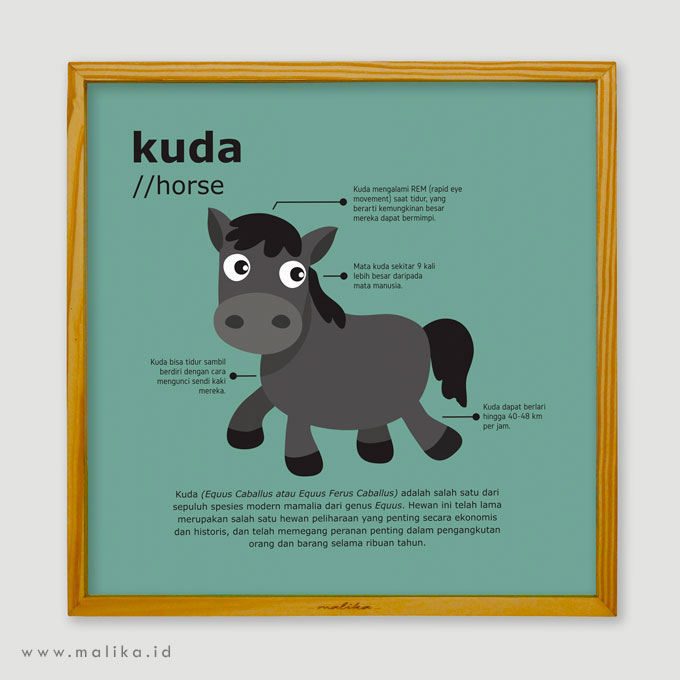 kuda
//horse
Kuda mengalami REM (rapid eye
movement) saat tidur, yang
berarti kemungkinan besar
mereka dapat bermimpi.
Mata kuda sekitar 9 kali
lebih besar daripada
mata manusia.
Kuda bisa tidur sambil
berdiri dengan cara
mengunci sendi kaki
mereka.
Kuda dapat berlari
hingga 40-48 km
per jam.
Kuda (Equus Caballus atau Equus Ferus Caballus) adalah salah satu dari
sepuluh spesies modern mamalia dari genus Equus. Hewan ini telah lama
merupakan salah satu hewan peliharaan yang penting secara ekonomis
dan historis, dan telah memegang peranan penting dalam pengangkutan
orang dan barang selama ribuan tahun.
malika
www.malika.id